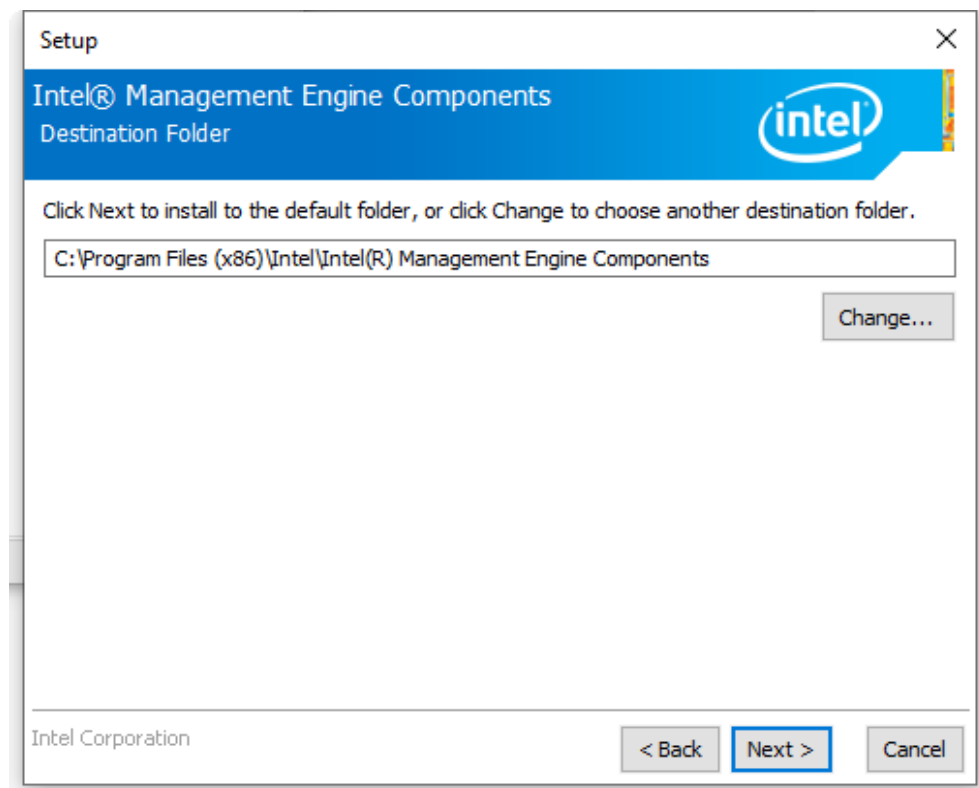 Setup
Intel® Management Engine Components
Destination Folder
intel
Click Next to install to the default folder, or click Change to choose another destination folder.
C:\Program Files (x86)\Intel\Intel(R) Management Engine Components
Change...
Intel Corporation
< Back Next > Cancel